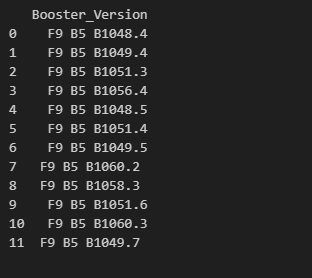 Booster_Version
0 F9 B5 B1048.4
1 F9 B5 B1049.4
2 F9 B5 B1051.3
3 F9 B5 B1056.4
4 F9 B5 B1048.5
5 F9 B5 B1051.4
6 F9 B5 B1049.5
7 F9 B5 B1060.2
8 F9 B5 B1058.3
9 F9 B5 B1051.6
10 F9 B5 B1060.3
11 F9 B5 B1049.7